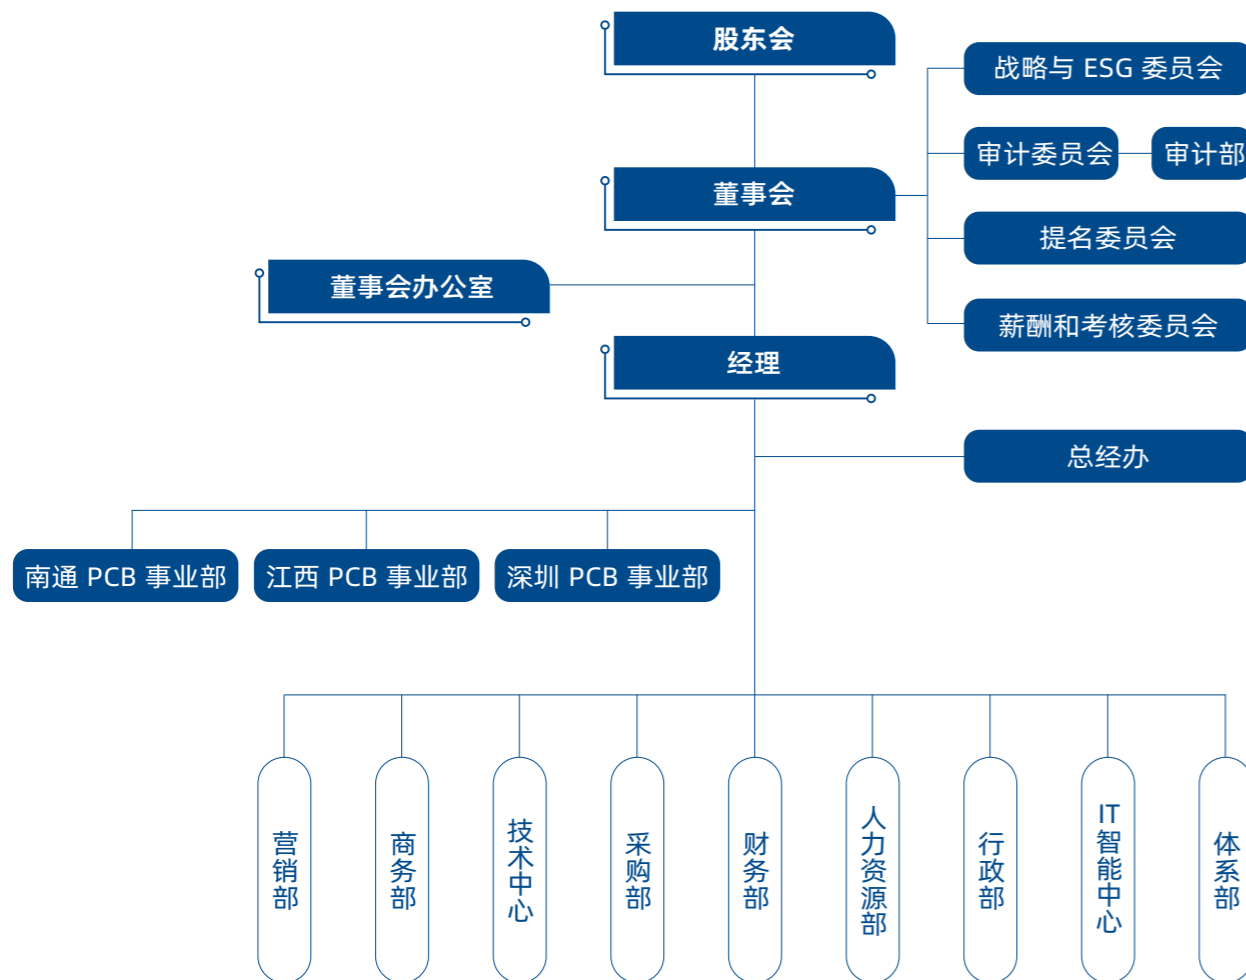 股东会
战略与 ESG 委员会
审计委员会
审计部
董事会
提名委员会
董事会办公室
薪酬和考核委员会
经理
总经办
南通 PCB 事业部
江西 PCB 事业部
深圳 PCB 事业部
营销部
商务部
技术中心
采购部
财务部
人力资源部
行政部
IT智能中心
体系部